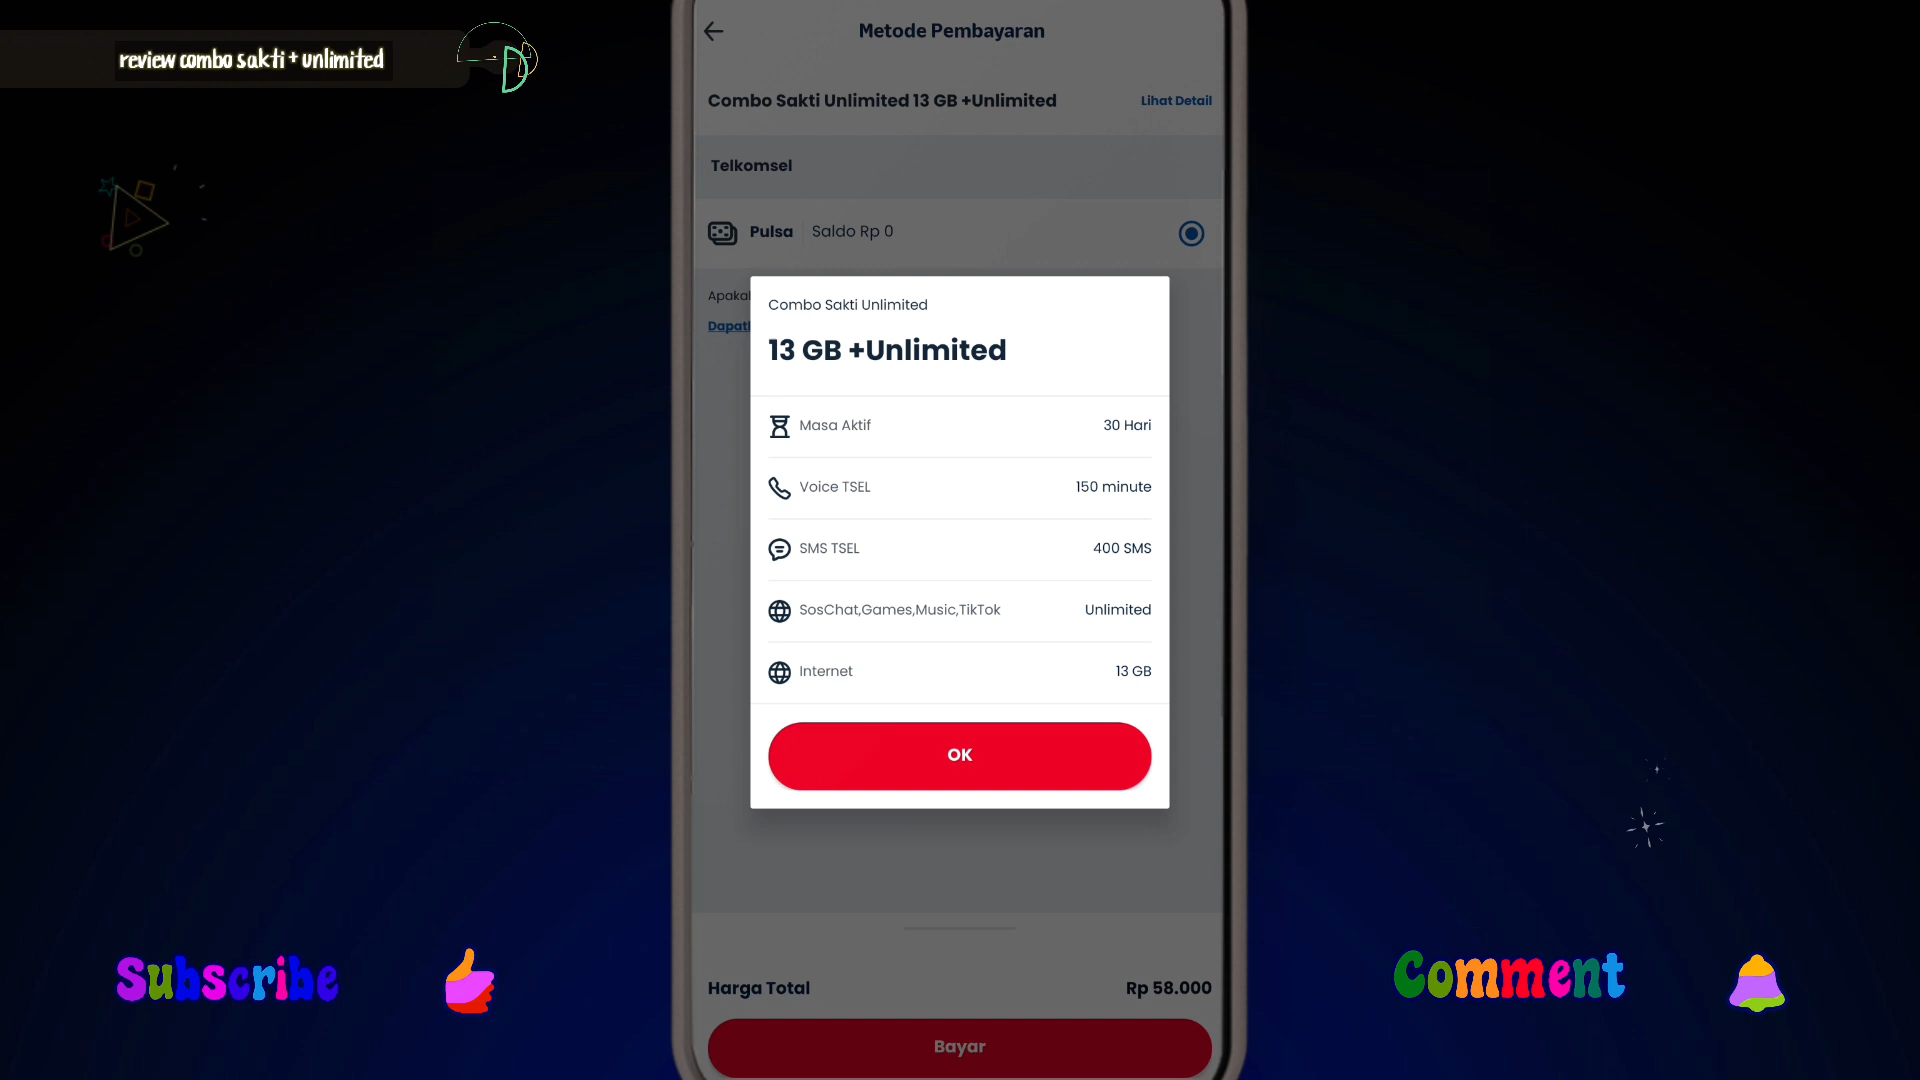 review combo sakti + unlimited
Metode Pembayaran
Combo Sakti Unlimited 13 GB +Unlimited
Lihat Detail
Telkomsel
Pulsa
Saldo Rp 0
Combo Sakti Unlimited
13 GB +Unlimited
Masa Aktif
30 Hari
Voice TSEL
150 minute
SMS TSEL
400 SMS
SosChat,Games,Music,TikTok
Unlimited
Internet
13 GB
OK
Harga Total
Rp 58.000
Bayar
Subscribe
Comment